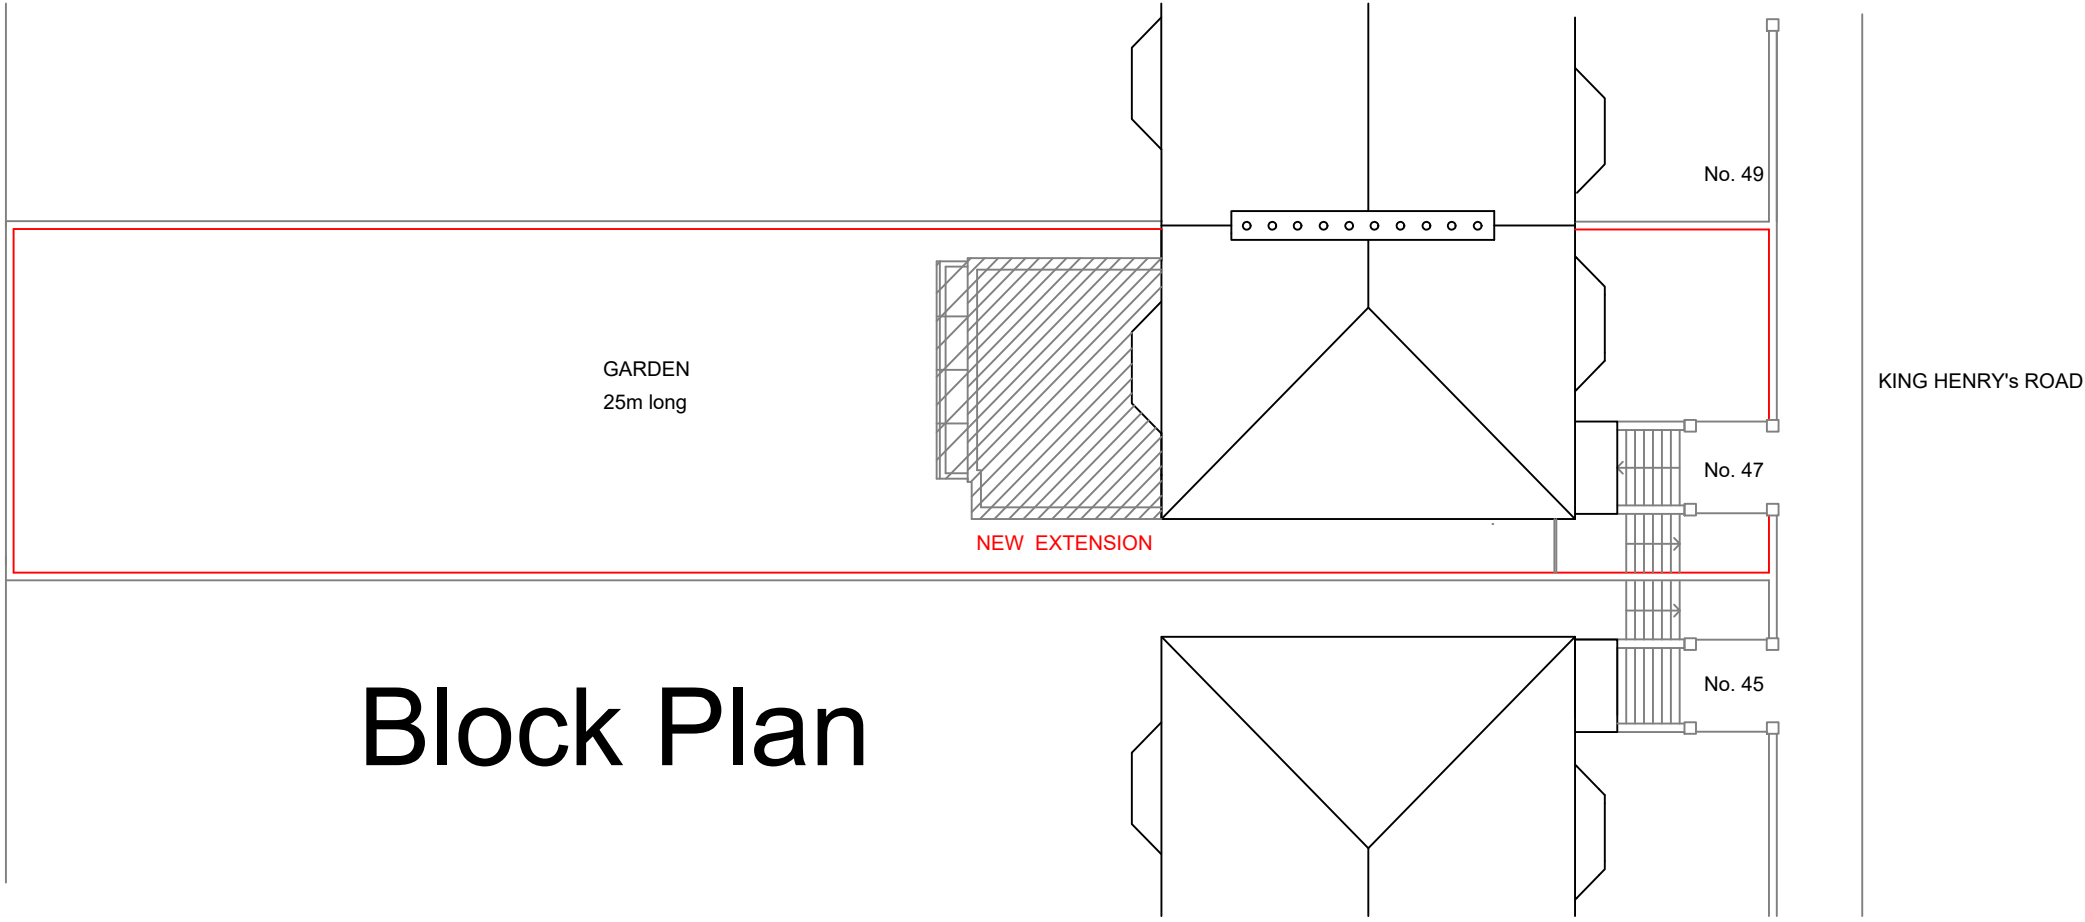 No. 49
GARDEN
25m long
KING HENRY's ROAD
No. 47
NEW EXTENSION
No. 45
Block Plan